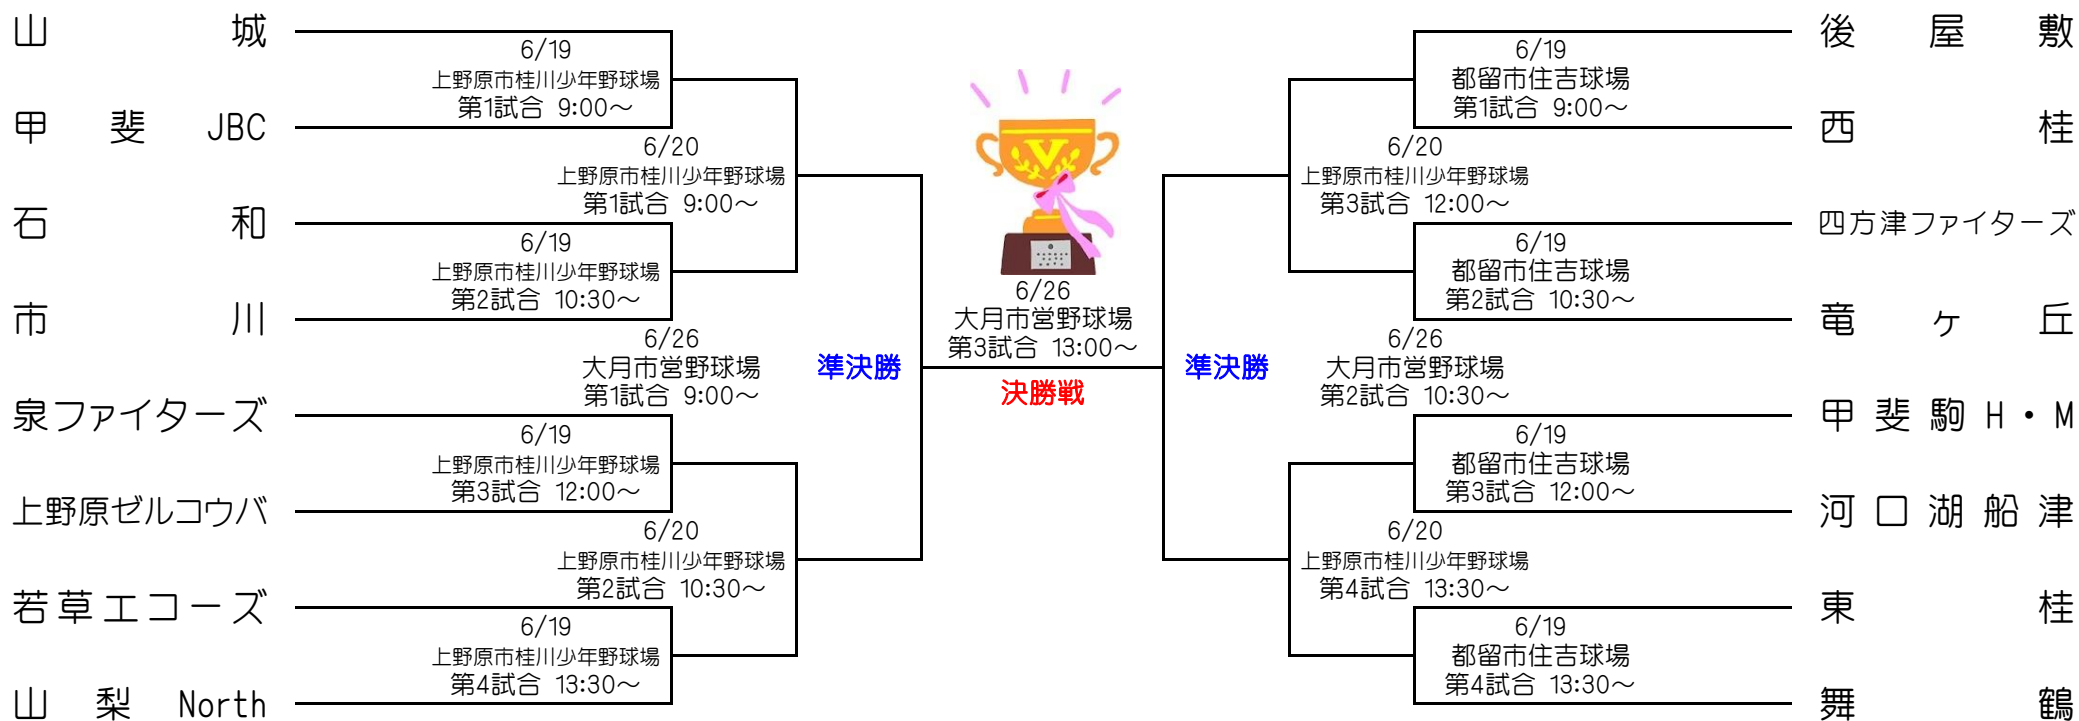 山城
6/19
上野原市桂川少年野球場
第1試合 9:00～
甲斐JBC
6/20
上野原市桂川少年野球場
第1試合 9:00～
石和
6/19
上野原市桂川少年野球場
第2試合 10:30～
市川
6/26
大月市営野球場
第1試合 9:00～
準決勝
泉ファイターズ
6/19
上野原市桂川少年野球場
第3試合 12:00～
上野原ゼルコウバ
6/20
上野原市桂川少年野球場
第2試合 10:30～
若草エコーズ
6/19
上野原市桂川少年野球場
第4試合 13:30～
山梨North
V
6/26
大月市営野球場
第3試合 13:00～
決勝戦
後屋敷
6/19
都留市住吉球場
第1試合 9:00～
西桂
6/20
上野原市桂川少年野球場
第3試合 12:00～
四方津ファイターズ
6/19
都留市住吉球場
第2試合 10:30～
竜ヶ丘
準決勝
6/26
大月市営野球場
第2試合 10:30～
甲斐駒H・M
6/19
都留市住吉球場
第3試合 12:00～
河口湖船津
6/20
上野原市桂川少年野球場
第4試合 13:30～
東桂
6/19
都留市住吉球場
第4試合 13:30～
舞鶴